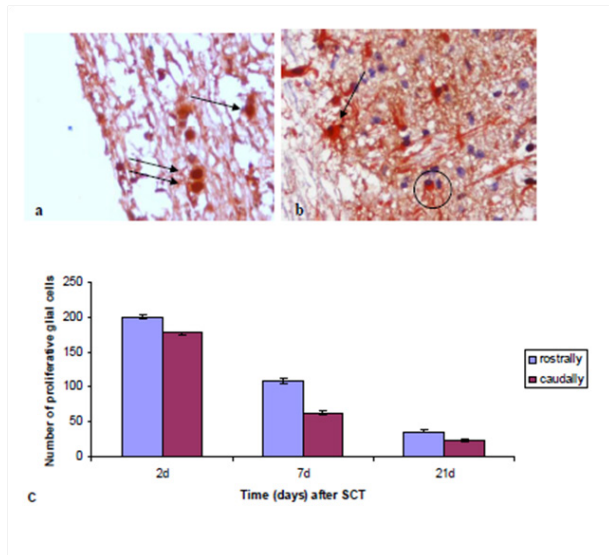 a
b
Number of proliferative glial cells
250
200
150
100
50
0
2d
7d
21d
Time (days) after SCT
rostrally
caudally
C